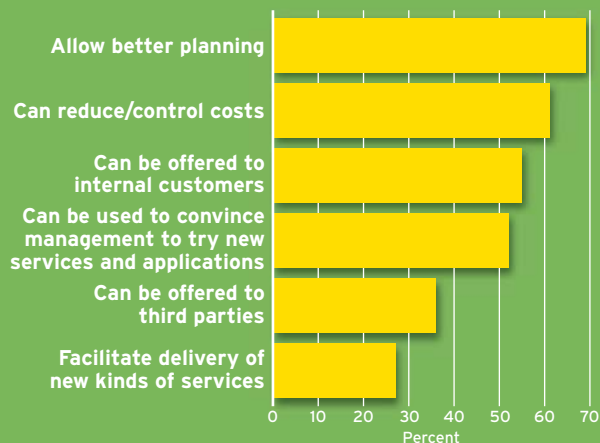 Allow better planning
Can reduce/control costs
Can be offered to
internal customers
Can be used to convince
management to try new
services and applications
Can be offered to
third parties
Facilitate delivery of
new kinds of services
0 10 20 30 40 50 60 70
Percent